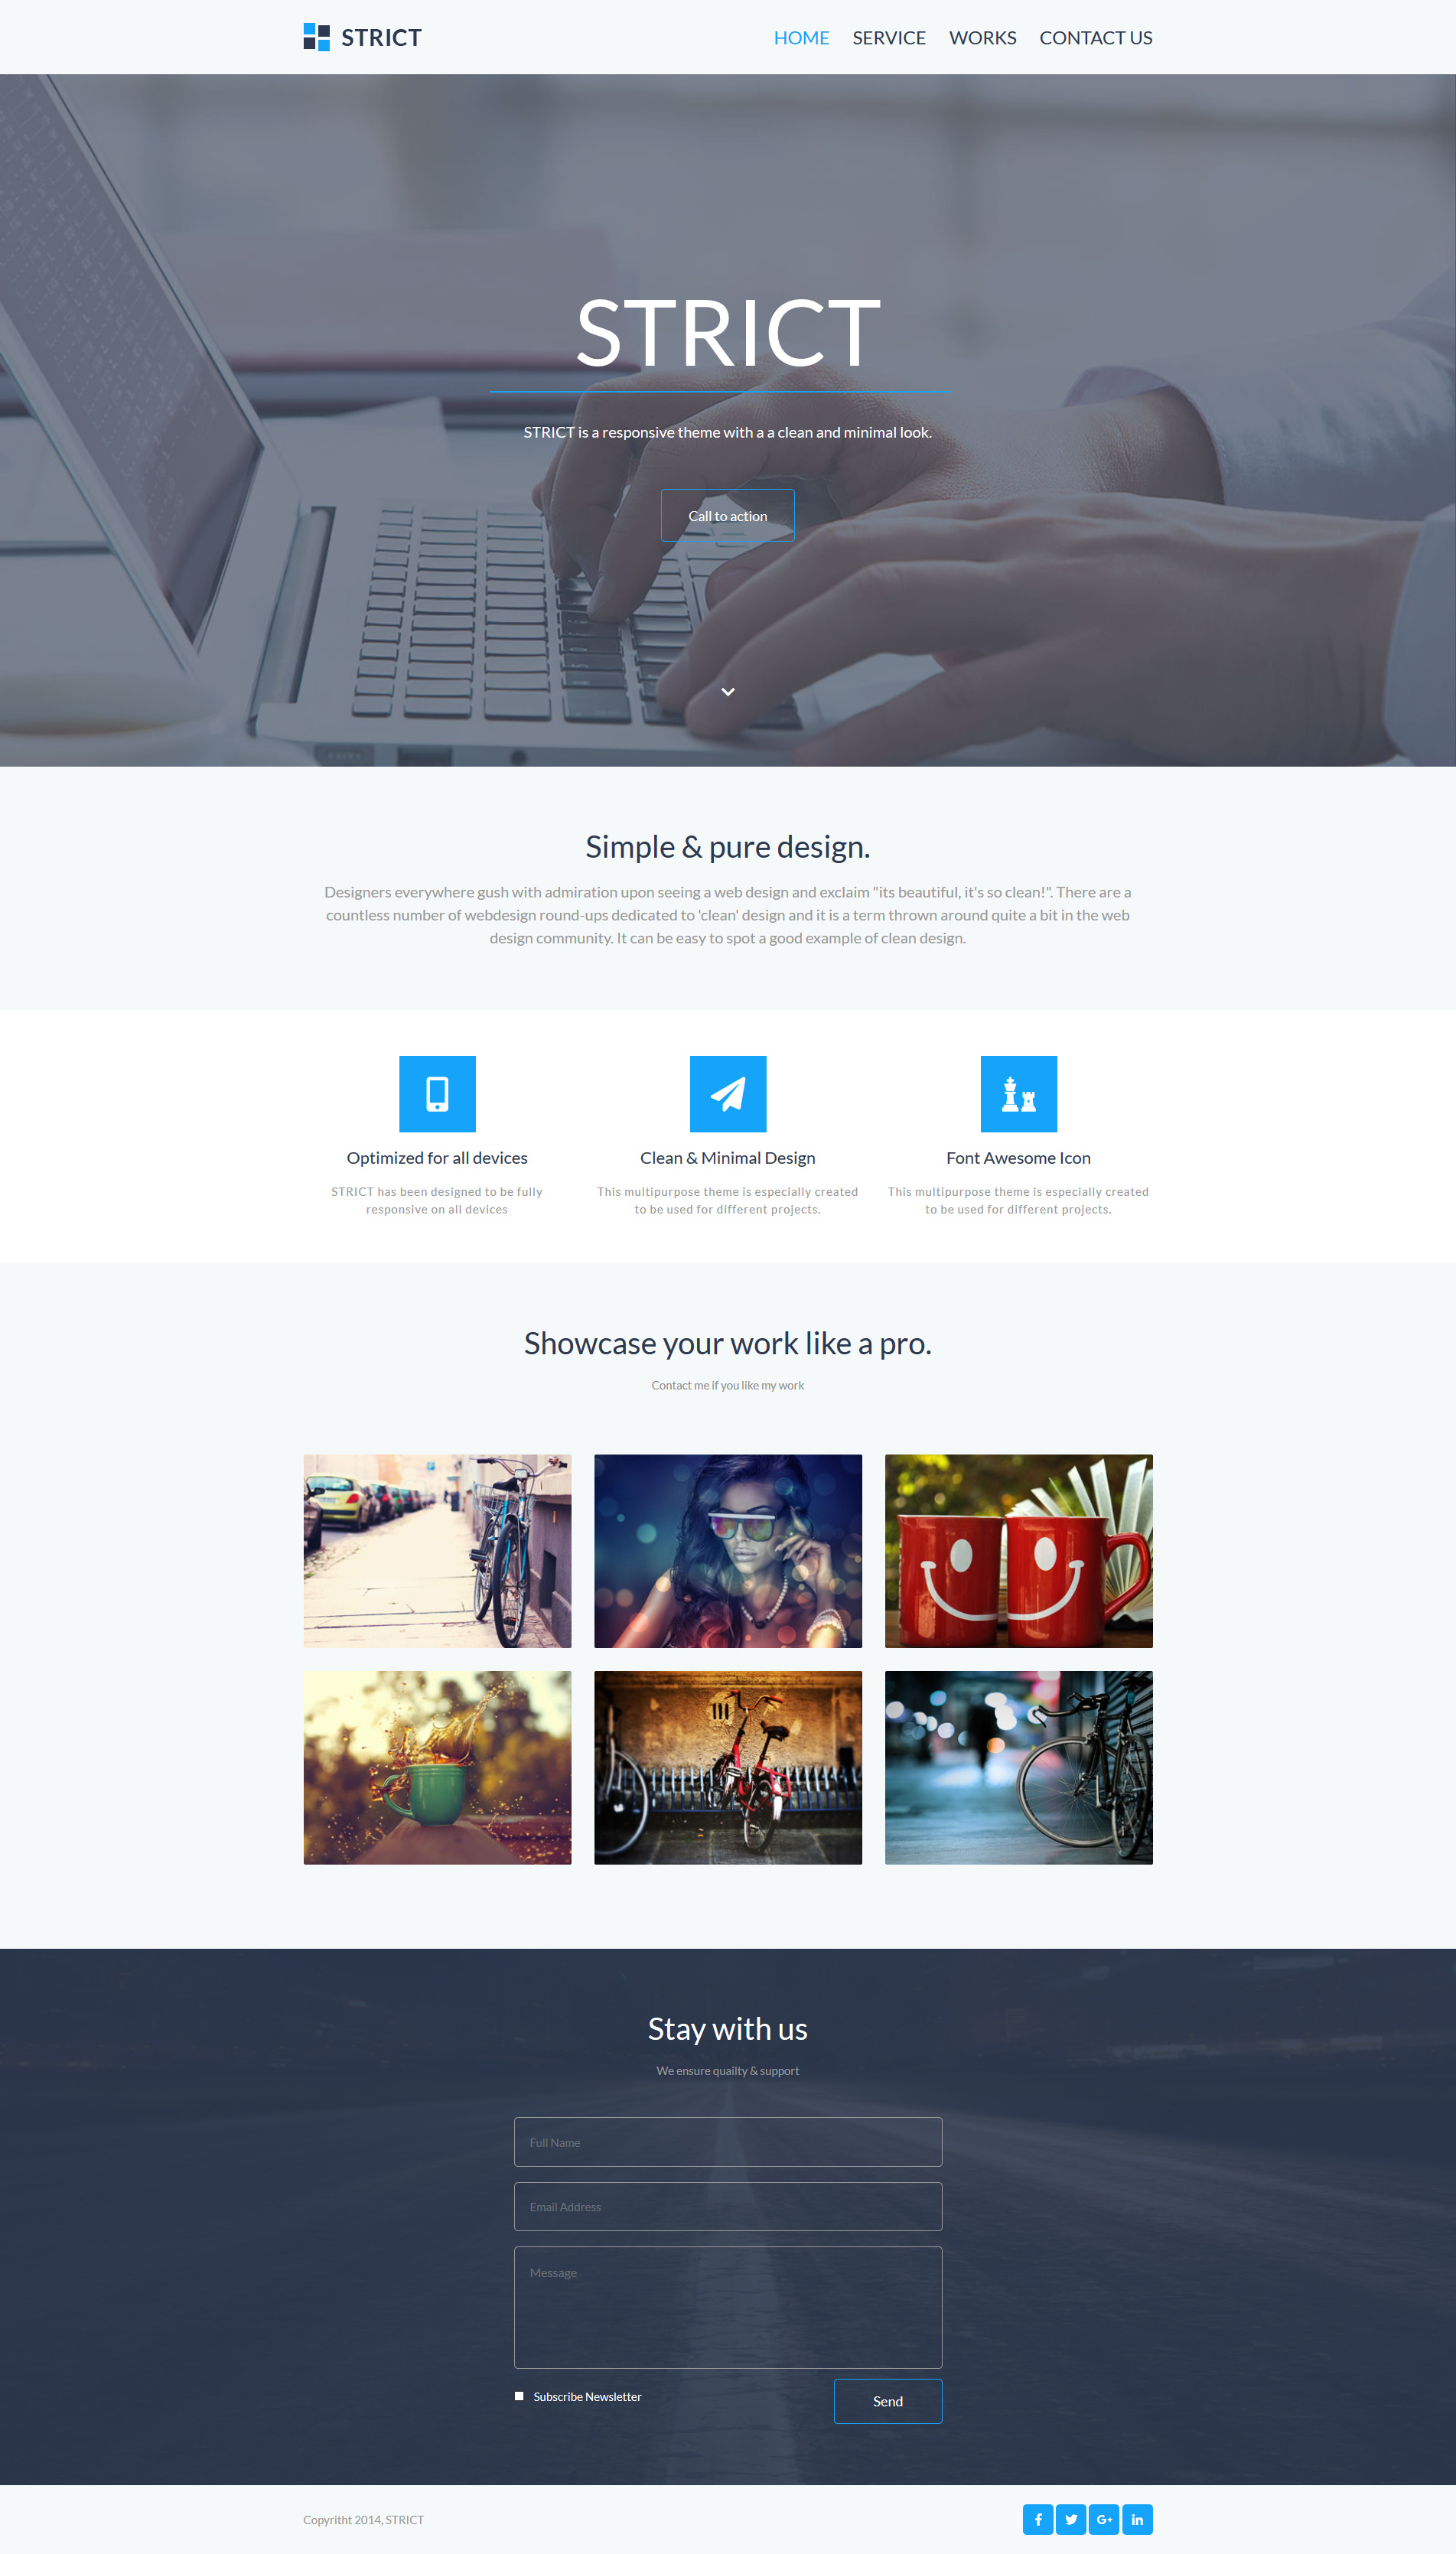 STRICT
HOME SERVICE WORKS CONTACT US
STRICT
STRICT is a responsive theme with a a clean and minimal look.
Call to action
Simple & pure design.
Designers everywhere gush with admiration upon seeing a web design and exclaim "its beautiful, it's so clean!". There are a
countless number of webdesign round-ups dedicated to 'clean' design and it is a term thrown around quite a bit in the web
design community. It can be easy to spot a good example of clean design.
Optimized for all devices
STRICT has been designed to be fully
responsive on all devices
Clean & Minimal Design
This multipurpose theme is especially created
to be used for different projects.
Font Awesome Icon
This multipurpose theme is especially created
to be used for different projects.
Showcase your work like a pro.
Contact me if you like my work
Stay with us
We ensure quailty & support
Full Name
Email Address
Message
Subscribe Newsletter
Send
Copyritht 2014, STRICT